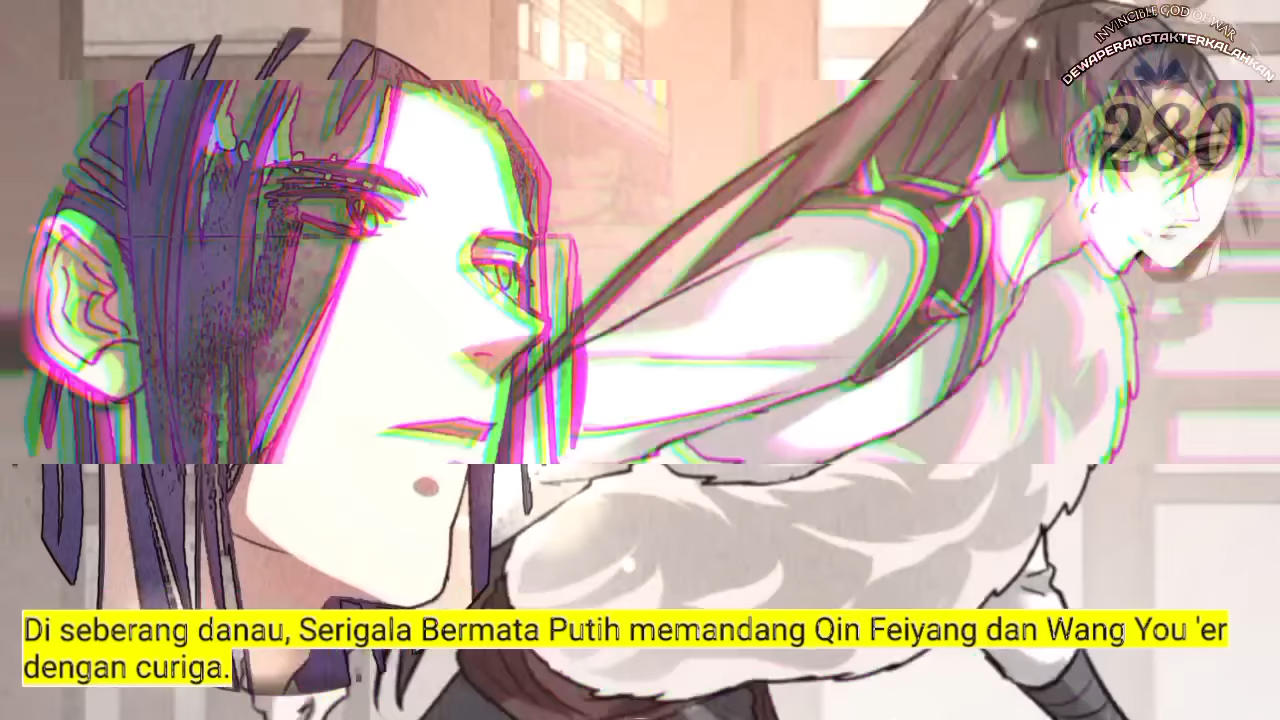 INVINCIBLE GOD OF WAR
DEWAPERANGTAKTERKALAHKAN
280
Di seberang danau, Serigala Bermata Putih memandang Qin Feiyang dan Wang You 'er
dengan curiga.